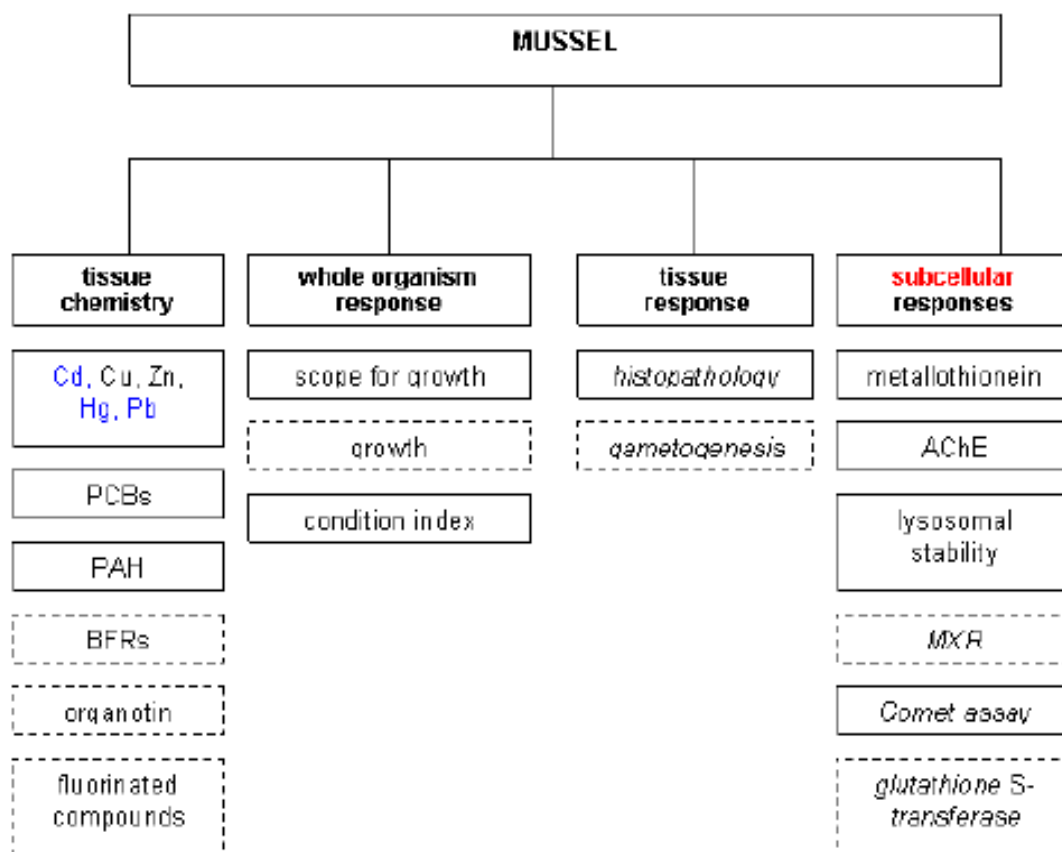 MUSSEL
tissue
chemistry
whole organism
response
tissue
response
subcellular
responses
Cd, Cu, Zn,
Hg, Pb
PCBs
PAH
BFRs
organotin
fluorinated
compounds
scope for growth
growth
condition index
histopathology
gametogenesis
metallothionein
AChE
lysosomal
stability
MXR
Comet assay
glutathione S-
transferase